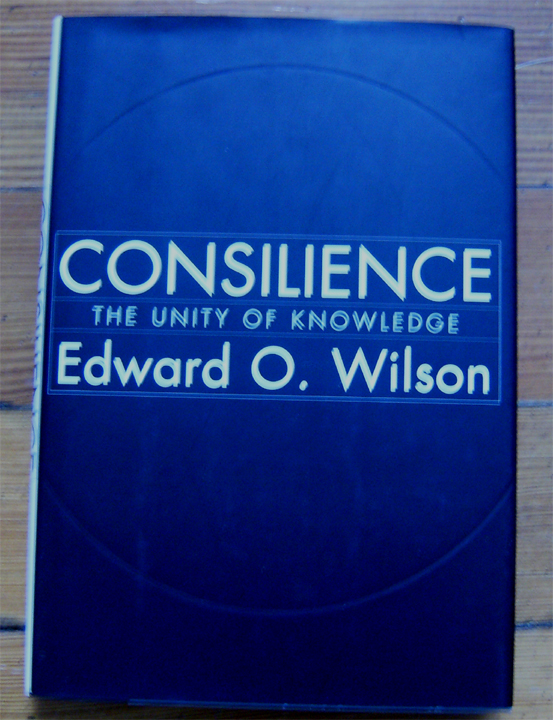 CONSILIENCE
THE UNITY OF KNOWLEDGE
Edward O. Wilson